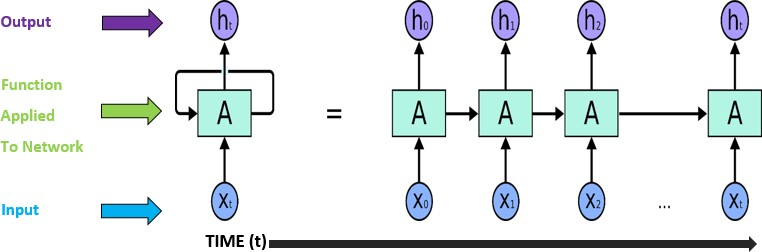 Output
hₜ
h₀
h₁
h₂
hₜ
Function
Applied
To Network
A
=
A
A
A
A
Input
Xₜ
X₀
X₁
X₂
...
Xₜ
TIME (t)